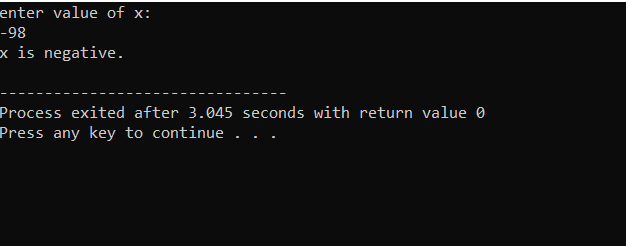 enter value of x:
-98
x is negative.
--------------------------------
Process exited after 3.045 seconds with return value 0
Press any key to continue . . .